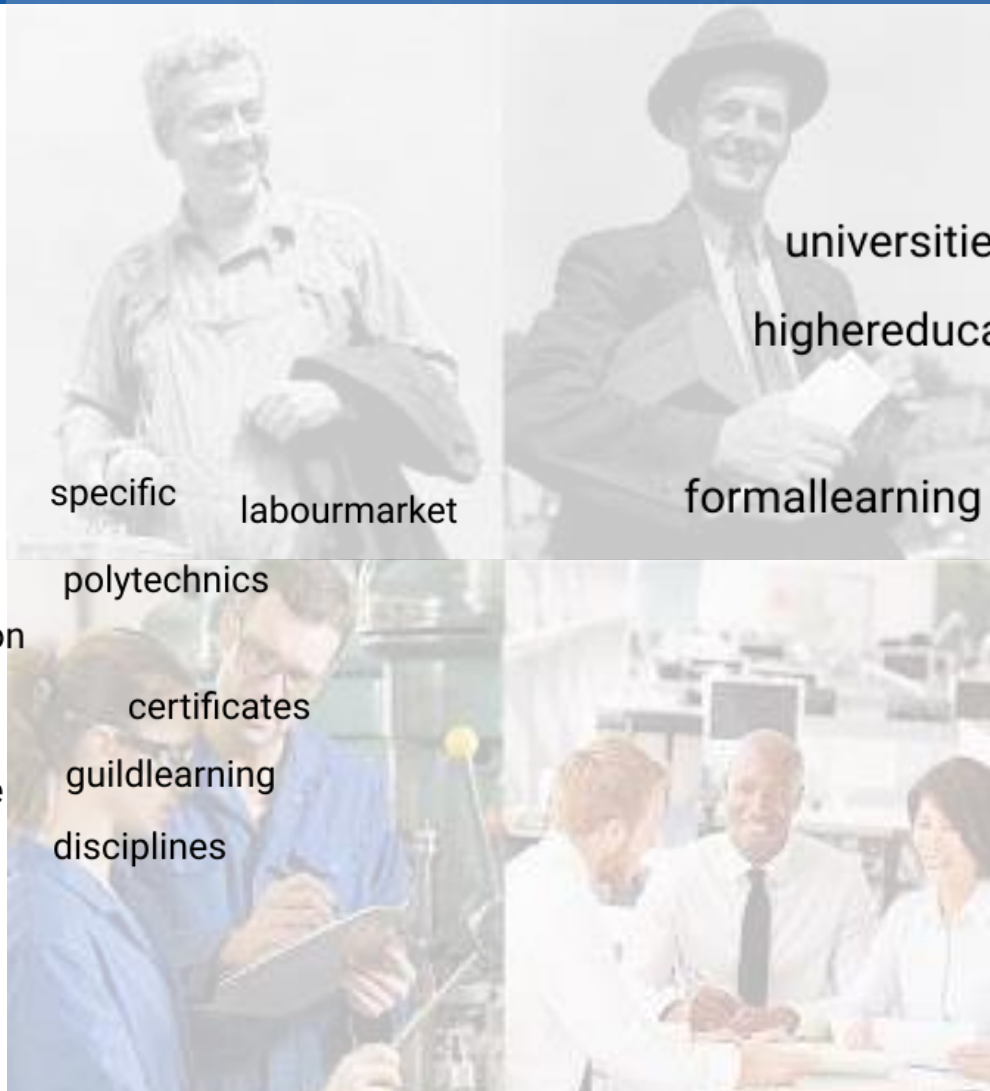 universitie
highereduca
specific
labourmarket
formallearning
polytechnics
on
certificates
guildlearning
e
disciplines